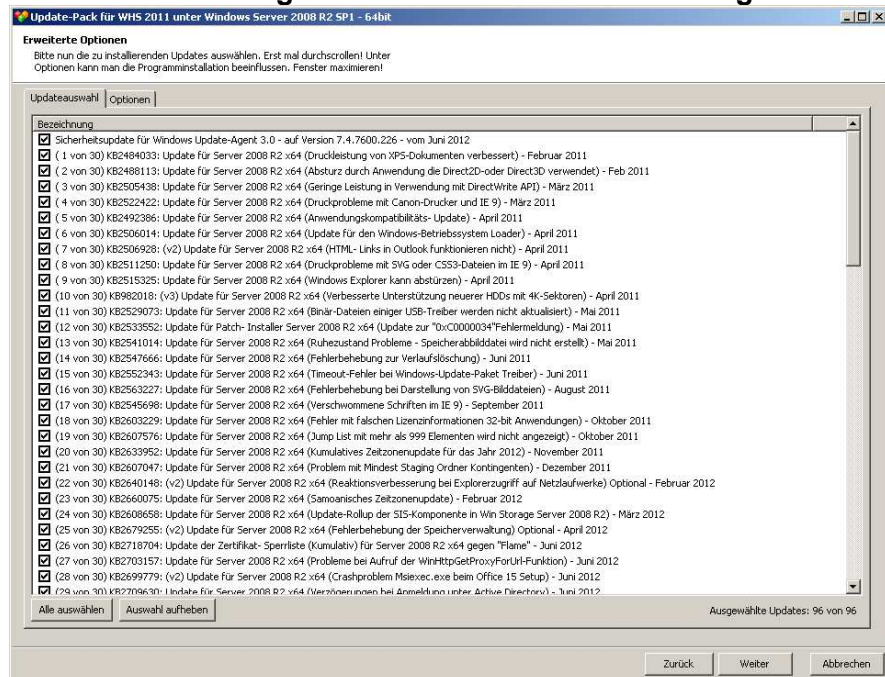 Update-Pack für WHS 2011 unter Windows Server 2008 R2 SP1 - 64bit
Erweiterte Optionen
Bitte nun die zu installierenden Updates auswählen. Erst mal durchscrollen! Unter
Optionen kann man die Programminstallation beeinflussen. Fenster maximieren!
Updateauswahl Optionen
Bezeichnung
Sicherheitsupdate für Windows Update-Agent 3.0 - auf Version 7.4.7600.226 - vom Juni 2012
( 1 von 30) KB2484033: Update für Server 2008 R2 x64 (Druckleistung von XPS-Dokumenten verbessert) - Februar 2011
( 2 von 30) KB2488113: Update für Server 2008 R2 x64 (Absturz durch Anwendung die Direct2D-oder Direct3D verwendet) - Feb 2011
( 3 von 30) KB2505438: Update für Server 2008 R2 x64 (Geringe Leistung in Verwendung mit DirectWrite API) - März 2011
( 4 von 30) KB2522422: Update für Server 2008 R2 x64 (Druckprobleme mit Canon-Drucker und IE 9) - März 2011
( 5 von 30) KB2492386: Update für Server 2008 R2 x64 (Anwendungskompatibilitäts- Update) - April 2011
( 6 von 30) KB2506014: Update für Server 2008 R2 x64 (Update für den Windows-Betriebssystem Loader) - April 2011
( 7 von 30) KB2506928: (v2) Update für Server 2008 R2 x64 (HTML- Links in Outlook funktionieren nicht) - April 2011
( 8 von 30) KB2511250: Update für Server 2008 R2 x64 (Druckprobleme mit SVG oder CSS3-Dateien im IE 9) - April 2011
( 9 von 30) KB2515325: Update für Server 2008 R2 x64 (Windows Explorer kann abstürzen) - April 2011
(10 von 30) KB982018: (v3) Update für Server 2008 R2 x64 (Verbesserte Unterstützung neuerer HDDs mit 4K-Sektoren) - April 2011
(11 von 30) KB2529073: Update für Server 2008 R2 x64 (Binär-Dateien einiger USB-Treiber werden nicht aktualisiert) - Mai 2011
(12 von 30) KB2533552: Update für Patch- Installer Server 2008 R2 x64 (Update zur "0xC0000034"Fehlermeldung) - Mai 2011
(13 von 30) KB2541014: Update für Server 2008 R2 x64 (Ruhezustand Probleme - Speicherabbilddatei wird nicht erstellt) - Mai 2011
(14 von 30) KB2547666: Update für Server 2008 R2 x64 (Fehlerbehebung zur Verlaufslöschung) - Juni 2011
(15 von 30) KB2552343: Update für Server 2008 R2 x64 (Timeout-Fehler bei Windows-Update-Paket Treiber) - Juni 2011
(16 von 30) KB2563227: Update für Server 2008 R2 x64 (Fehlerbehebung bei Darstellung von SVG-Bilddateien) - August 2011
(17 von 30) KB2545698: Update für Server 2008 R2 x64 (Verschwommene Schriften im IE 9) - September 2011
(18 von 30) KB2603229: Update für Server 2008 R2 x64 (Fehler mit falschen Lizenzinformationen 32-bit Anwendungen) - Oktober 2011
(19 von 30) KB2607576: Update für Server 2008 R2 x64 (Jump List mit mehr als 999 Elementen wird nicht angezeigt) - Oktober 2011
(20 von 30) KB2633952: Update für Server 2008 R2 x64 (Kumulatives Zeitzonenupdate für das Jahr 2012) - November 2011
(21 von 30) KB2607047: Update für Server 2008 R2 x64 (Problem mit Mindest Staging Ordner Kontingenten) - Dezember 2011
(22 von 30) KB2640148: (v2) Update für Server 2008 R2 x64 (Reaktionsverbesserung bei Explorerzugriff auf Netzlaufwerke) Optional - Februar 2012
(23 von 30) KB2660075: Update für Server 2008 R2 x64 (Samoanisches Zeitzonenupdate) - Februar 2012
(24 von 30) KB2608658: Update für Server 2008 R2 x64 (Update-Rollup der SIS-Komponente in Win Storage Server 2008 R2) - März 2012
(25 von 30) KB2679255: (v2) Update für Server 2008 R2 x64 (Fehlerbehebung der Speicherverwaltung) Optional - April 2012
(26 von 30) KB2718704: Update der Zertifikat- Sperrliste (Kumulativ) für Server 2008 R2 x64 gegen "Flame" - Juni 2012
(27 von 30) KB2703157: Update für Server 2008 R2 x64 (Probleme bei Aufruf der WinHttpGetProxyForUrl-Funktion) - Juni 2012
(28 von 30) KB2699779: (v2) Update für Server 2008 R2 x64 (Crashproblem Msiexec.exe beim Office 15 Setup) - Juni 2012
(29 von 30) KB2709630: Update für Server 2008 R2 x64 (Verzögerungen bei Anmeldung unter Active Directory) - Juni 2012
Alle auswählen Auswahl aufheben Ausgewählte Updates: 96 von 96
Zurück Weiter Abbrechen